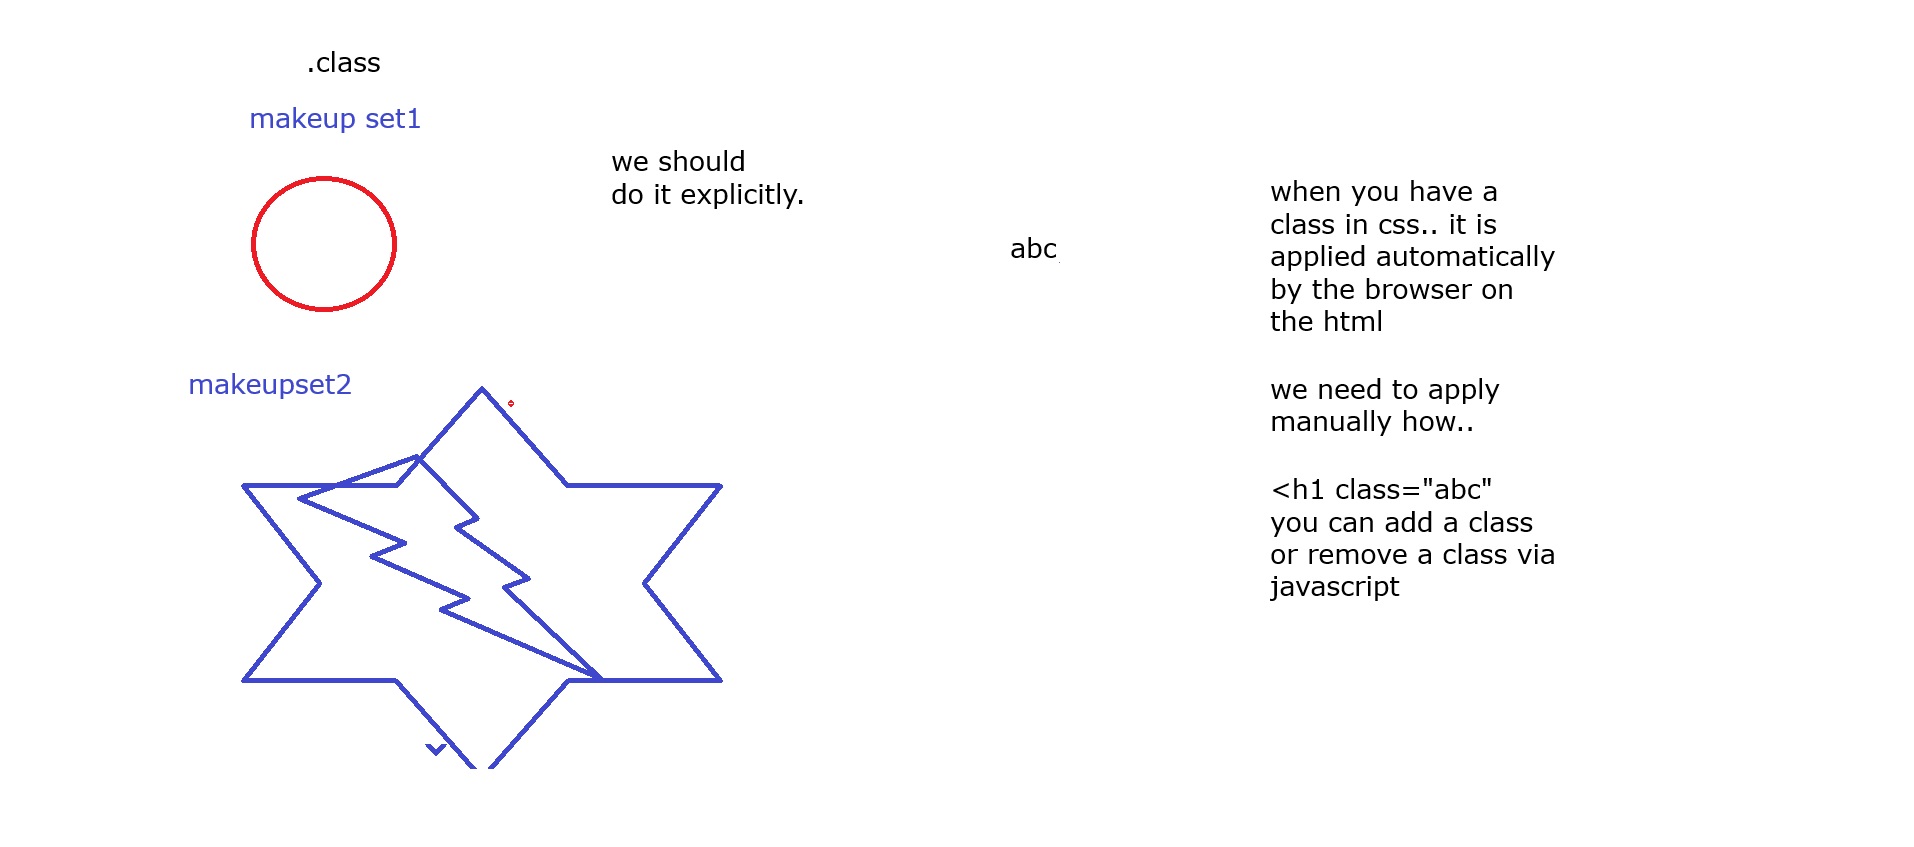 .class
makeup set1
we should
do it explicitly.
abc
makeupset2
when you have a
class in css.. it is
applied automatically
by the browser on
the html
we need to apply
manually how..
<h1 class="abc"
you can add a class
or remove a class via
javascript